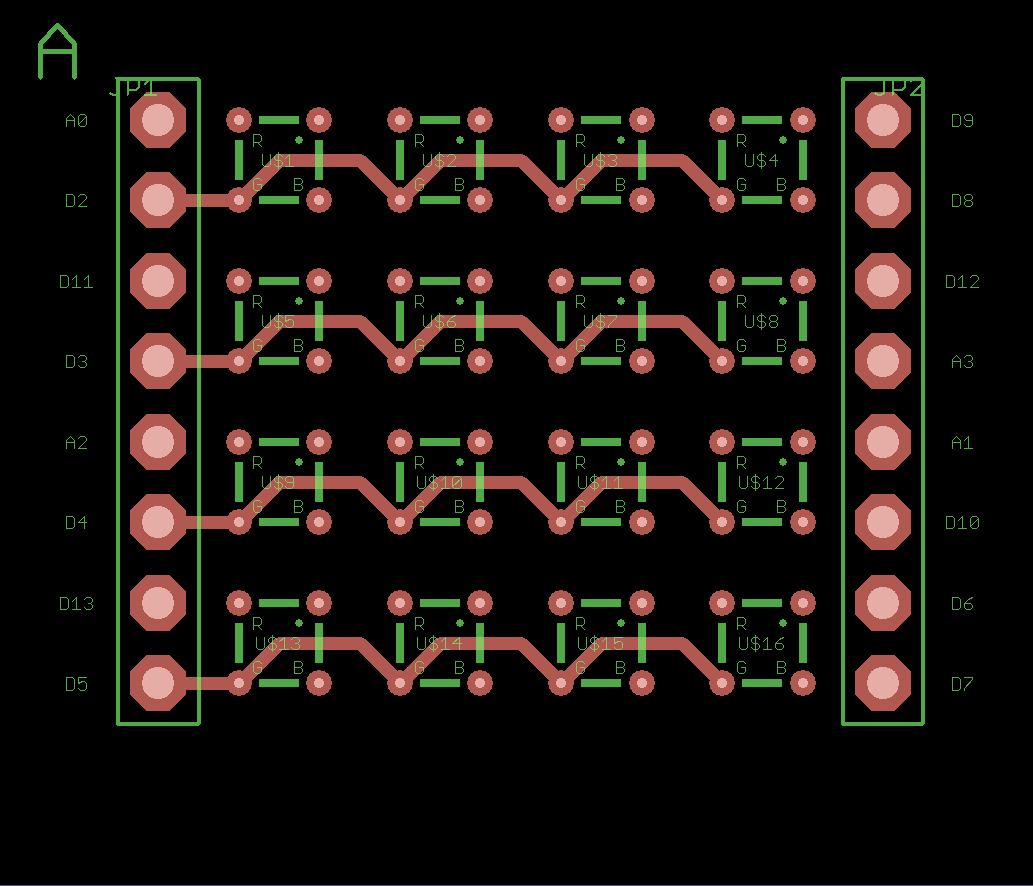 A
JP1 JP2
A0 D9
R R R R
U$1 U$2 U$3 U$4
G B G B G B G B
D2 D8
D11 D12
R R R R
U$5 U$6 U$7 U$8
G B G B G B G B
D3 A3
A2 A1
R R R R
U$9 U$10 U$11 U$12
G B G B G B G B
D4 D10
D13 D6
R R R R
U$13 U$14 U$15 U$16
G B G B G B G B
D5 D7